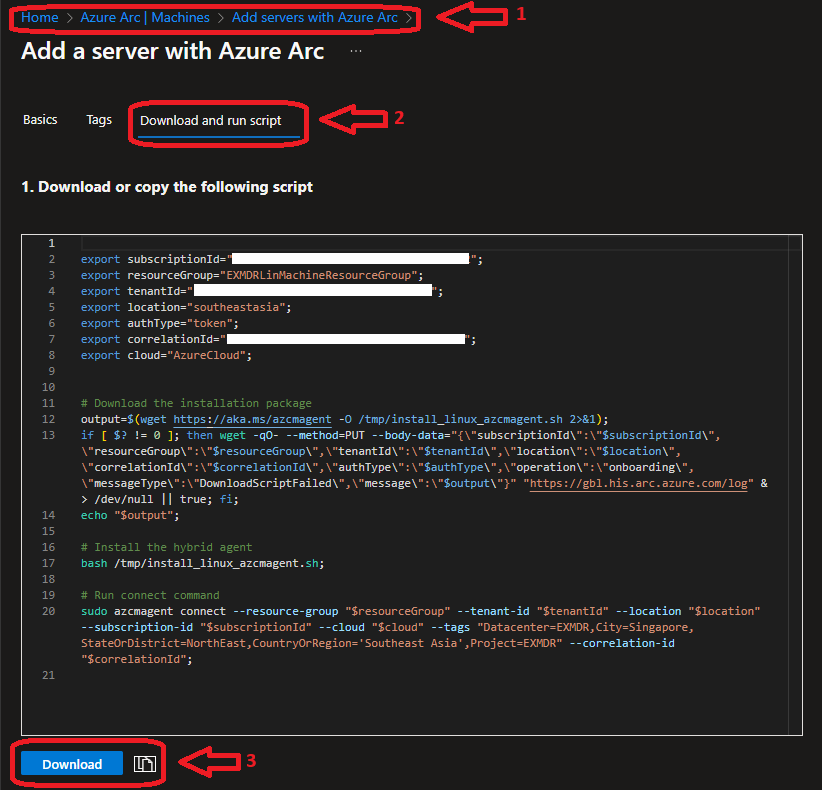 Home > Azure Arc | Machines > Add servers with Azure Arc >
1
Add a server with Azure Arc ...
Basics Tags Download and run script
2
1. Download or copy the following script
1
2 export subscriptionId="";
3 export resourceGroup="EXMDRLinMachineResourceGroup";
4 export tenantId="";
5 export location="southeastasia";
6 export authType="token";
7 export correlationId="";
8 export cloud="AzureCloud";
9
10
11 # Download the installation package
12 output=$(wget https://aka.ms/azcmagent -O /tmp/install_linux_azcmagent.sh 2>&1);
13 if [ $? != 0 ]; then wget -qO- --method=PUT --body-data="{\"subscriptionId\":\"$subscriptionId\",
\"resourceGroup\":\"$resourceGroup\",\"tenantId\":\"$tenantId\",\"location\":\"$location\",
\"correlationId\":\"$correlationId\",\"authType\":\"$authType\",\"operation\":\"onboarding\",
\"messageType\":\"DownloadScriptFailed\",\"message\":\"$output\"}" "https://gbl.his.arc.azure.com/log" &
> /dev/null || true; fi;
14 echo "$output";
15
16 # Install the hybrid agent
17 bash /tmp/install_linux_azcmagent.sh;
18
19 # Run connect command
20 sudo azcmagent connect --resource-group "$resourceGroup" --tenant-id "$tenantId" --location "$location"
--subscription-id "$subscriptionId" --cloud "$cloud" --tags "Datacenter=EXMDR,City=Singapore,
StateOrDistrict=NorthEast,CountryOrRegion='Southeast Asia',Project=EXMDR" --correlation-id
"$correlationId";
21
Download
3